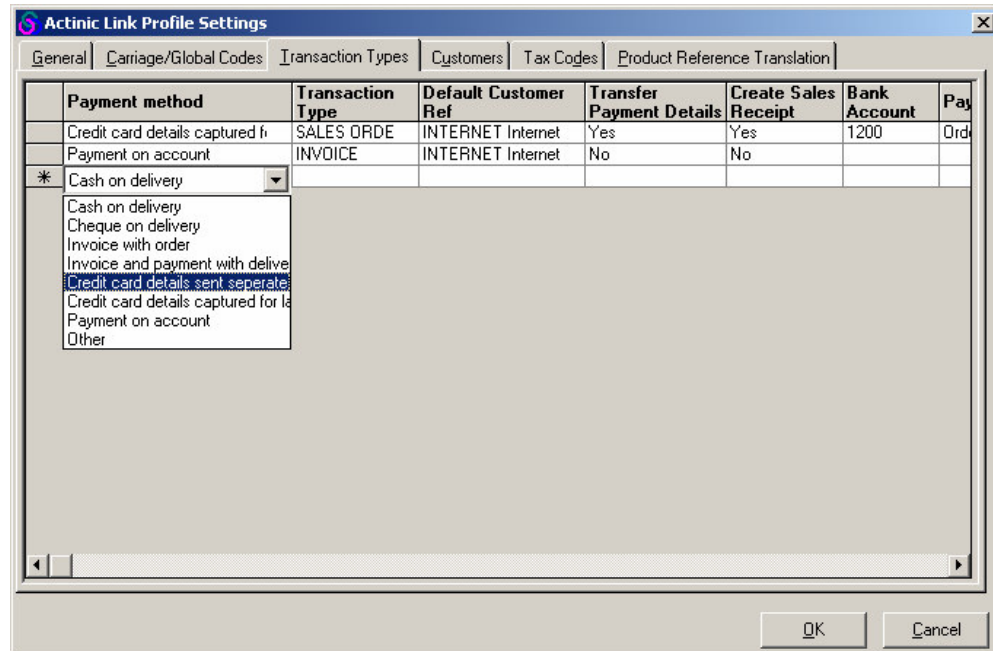 Actinic Link Profile Settings
General Carriage/Global Codes Transaction Types Customers Tax Codes Product Reference Translation
Payment method Transaction Type Default Customer Ref Transfer Payment Details Create Sales Receipt Bank Account Pay
Credit card details captured f SALES ORDE INTERNET Internet Yes Yes 1200 Orde
Payment on account INVOICE INTERNET Internet No No
* Cash on delivery
Cash on delivery
Cheque on delivery
Invoice with order
Invoice and payment with delive
Credit card details sent seperate
Credit card details captured for la
Payment on account
Other
OK Cancel